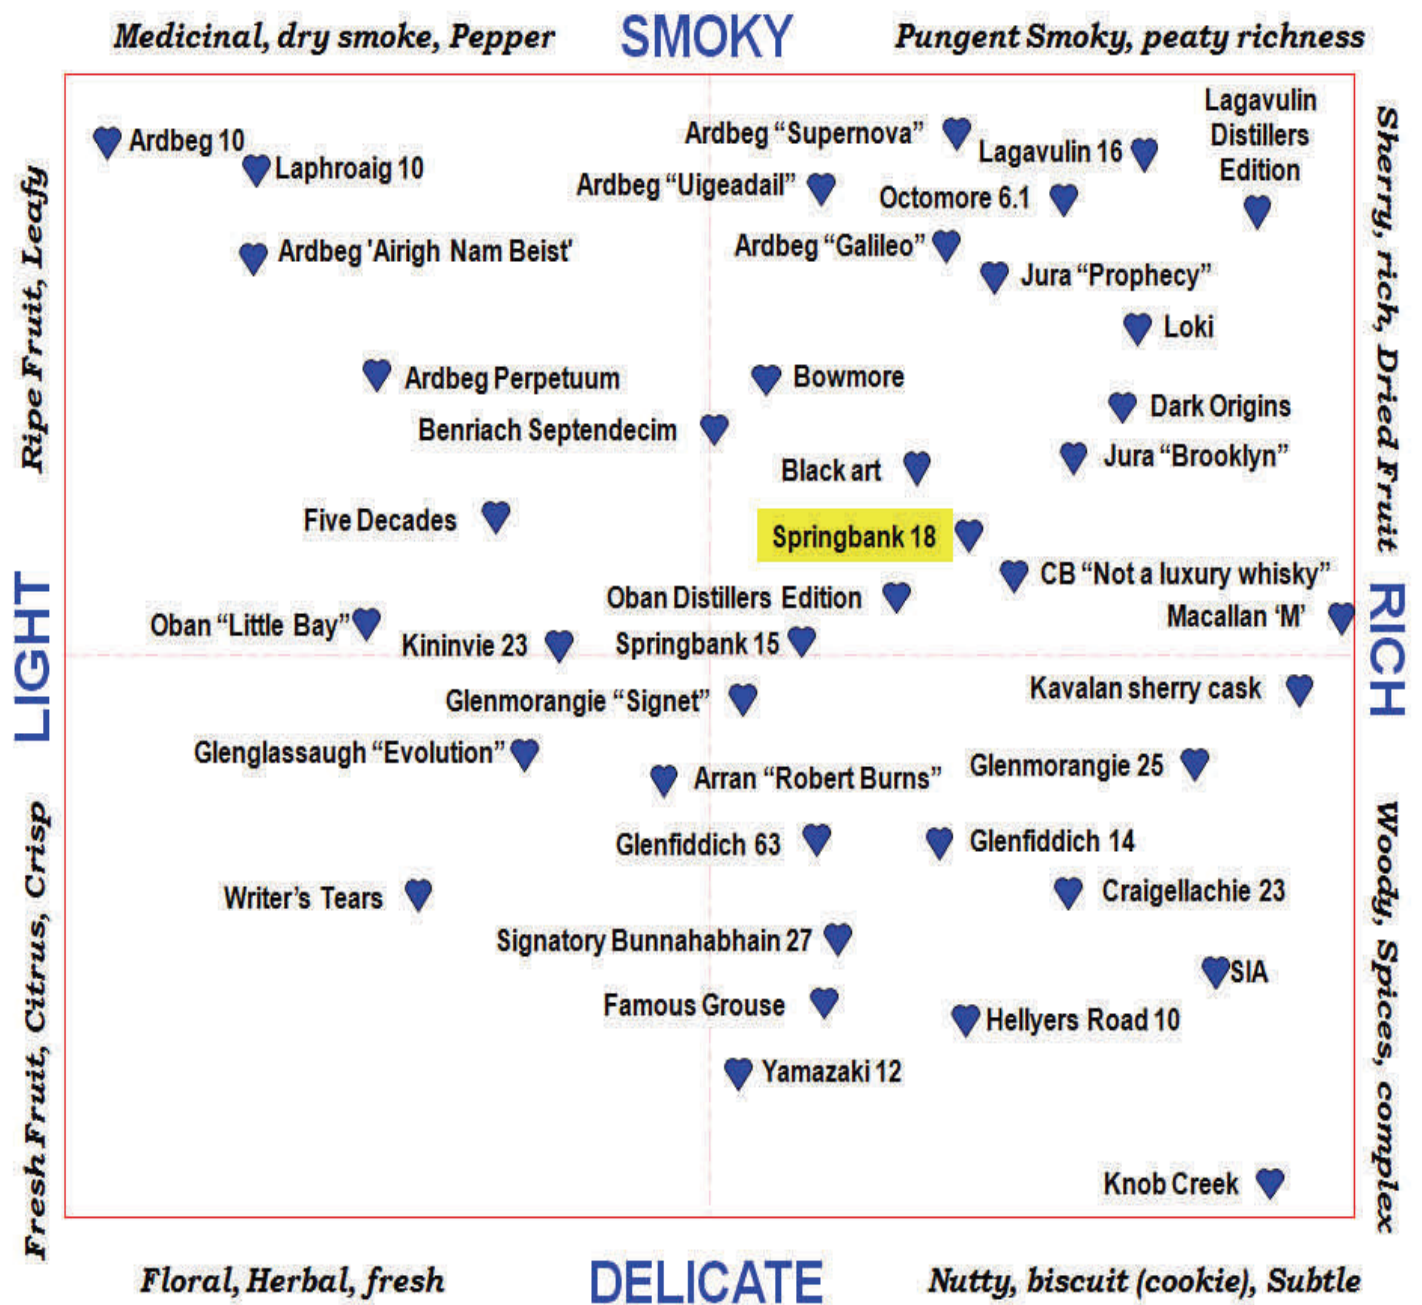 Medicinal, dry smoke, Pepper
SMOKY
Pungent Smoky, peaty richness
Ripe Fruit, Leafy
LIGHT
Fresh Fruit, Citrus, Crisp
Ardbeg 10
Laphroaig 10
Ardbeg 'Airigh Nam Beist'
Ardbeg “Supernova”
Lagavulin 16
Lagavulin
Distillers
Edition
Ardbeg “Uigeadail”
Octomore 6.1
Ardbeg “Galileo”
Jura “Prophecy”
Loki
Ardbeg Perpetuum
Bowmore
Dark Origins
Benriach Septendecim
Jura “Brooklyn”
Black art
Five Decades
Springbank 18
CB “Not a luxury whisky”
Oban Distillers Edition
Macallan ‘M’
Oban “Little Bay”
Kininvie 23
Springbank 15
Glenmorangie “Signet”
Kavalan sherry cask
Glenglassaugh “Evolution”
Arran “Robert Burns”
Glenmorangie 25
Glenfiddich 63
Glenfiddich 14
Writer’s Tears
Craigellachie 23
Signatory Bunnahabhain 27
SIA
Famous Grouse
Hellyers Road 10
Yamazaki 12
Knob Creek
Sherry, rich, Dried Fruit
RICH
Woody, Spices, complex
Floral, Herbal, fresh
DELICATE
Nutty, biscuit (cookie), Subtle